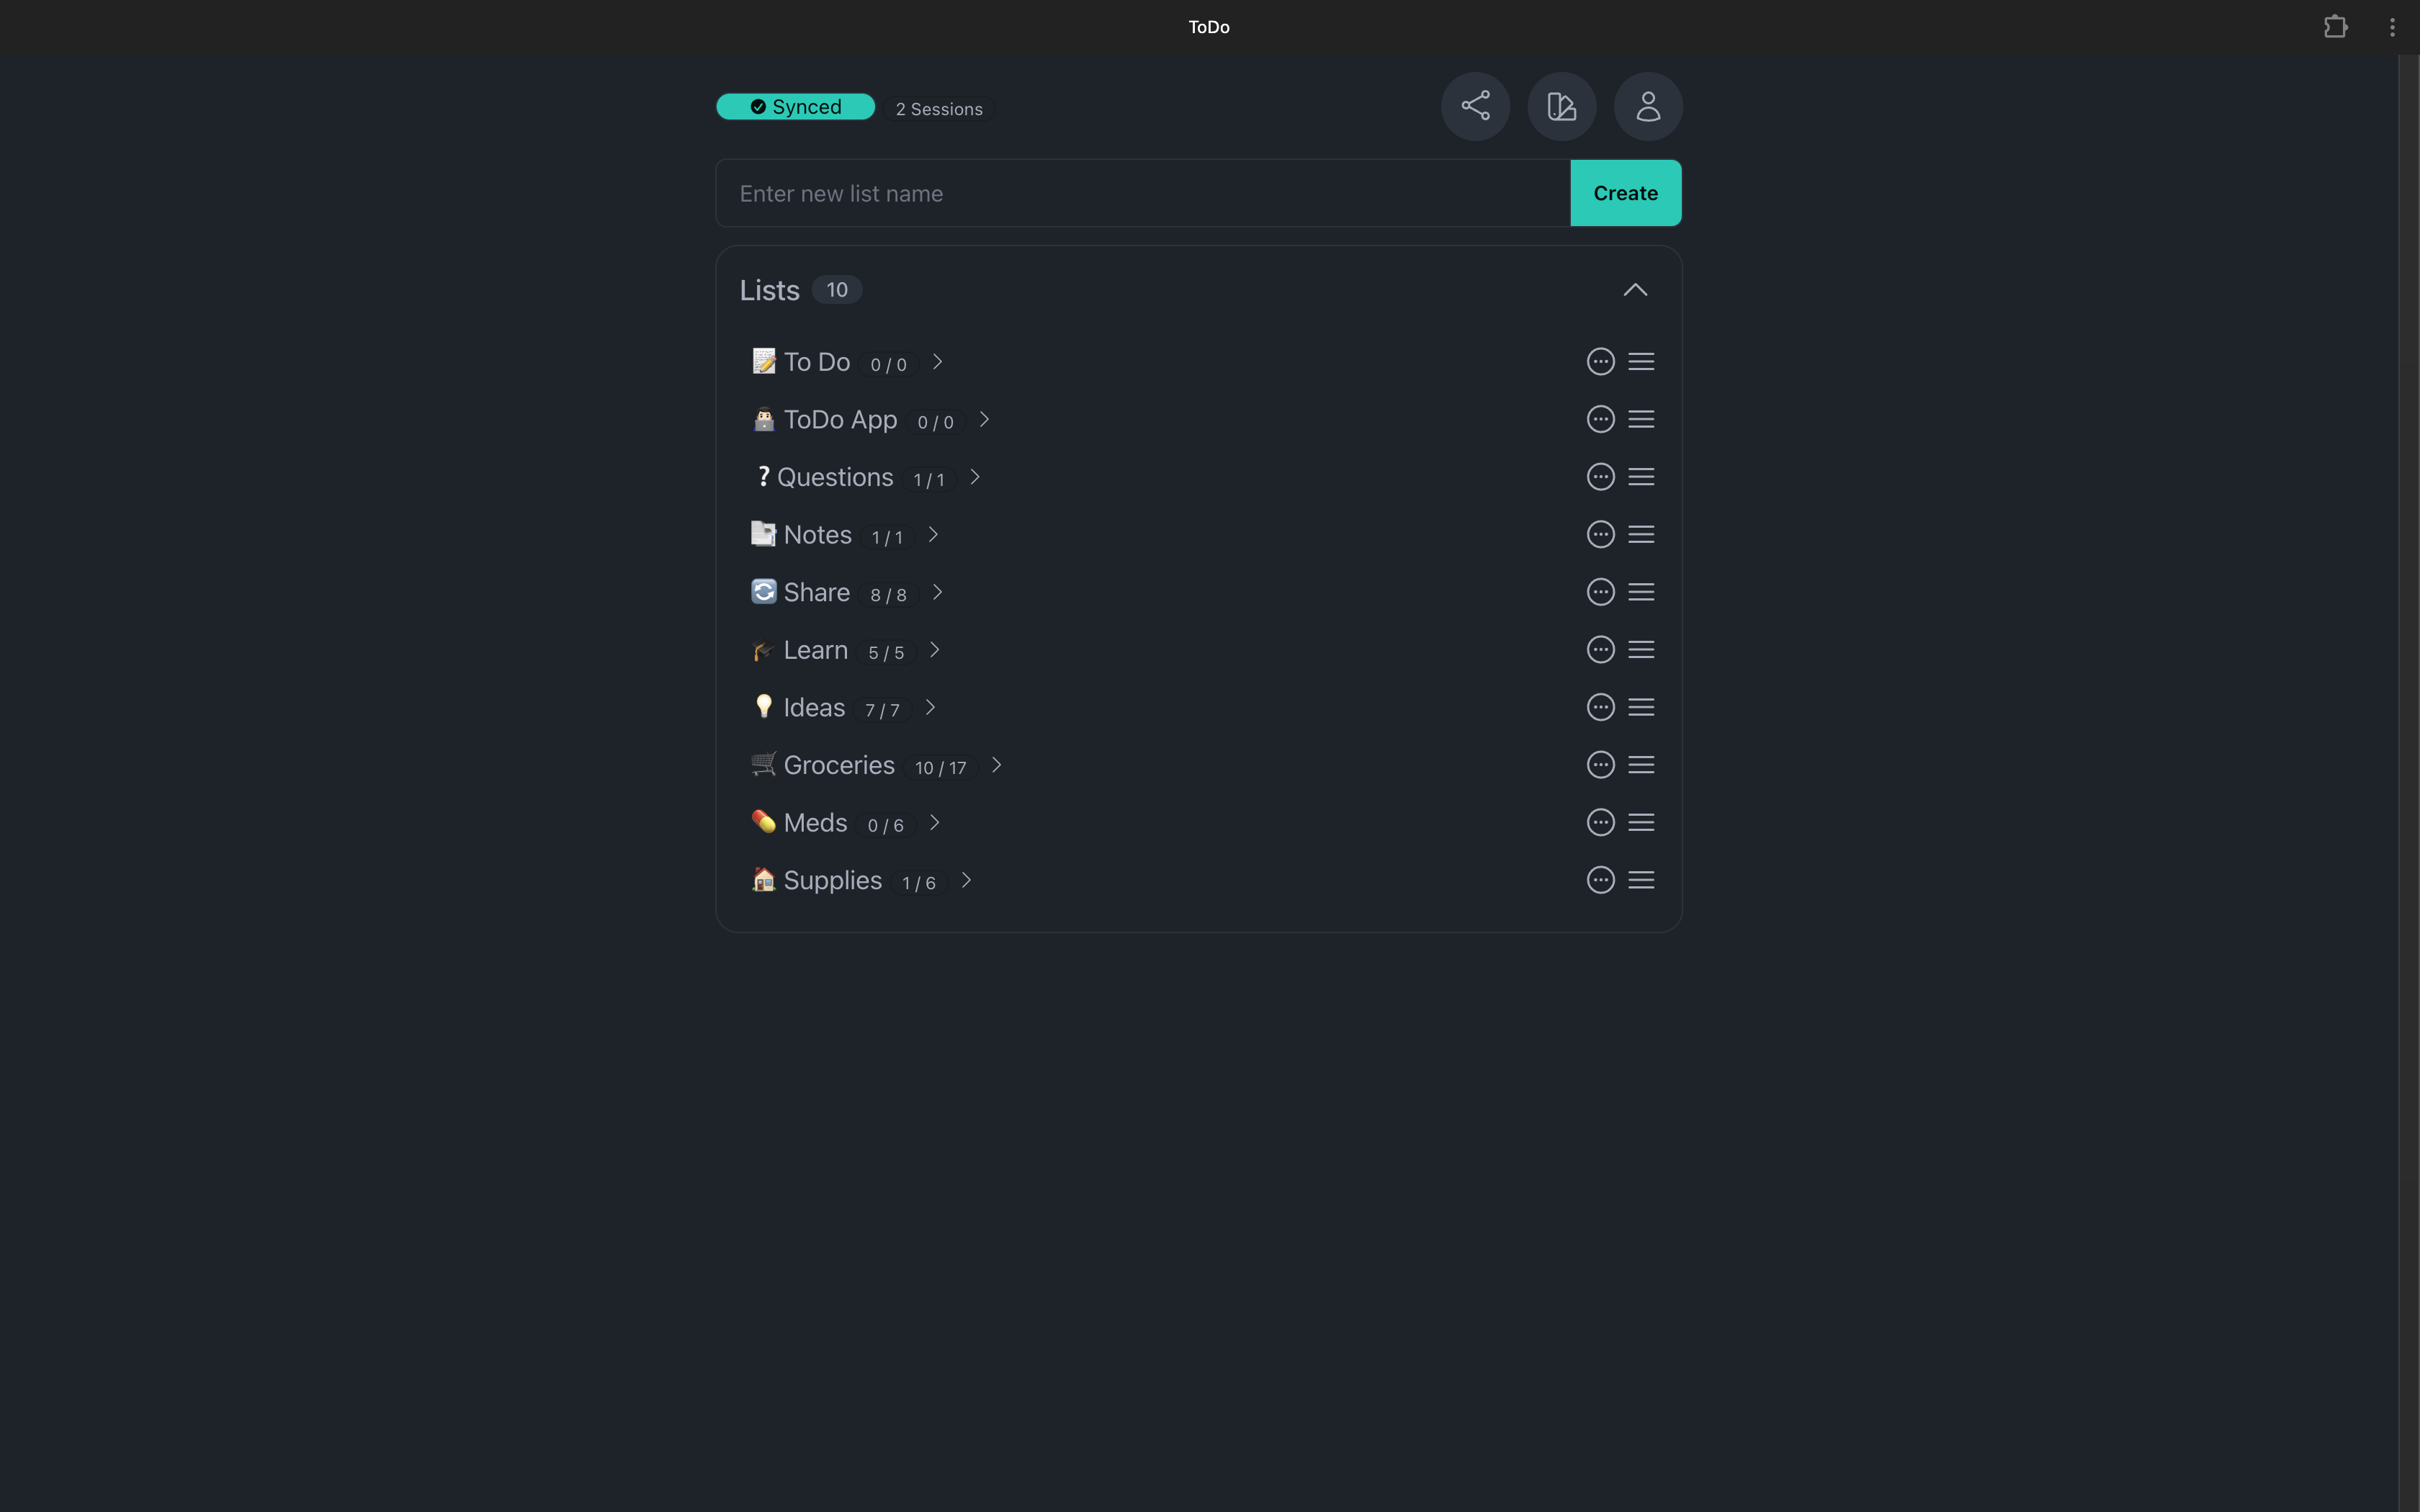 ToDo
Synced 2 Sessions
Enter new list name Create
Lists 10
📝 To Do 0 / 0
👨🏻‍💻 ToDo App 0 / 0
❔ Questions 1 / 1
📑 Notes 1 / 1
🔄 Share 8 / 8
🎓 Learn 5 / 5
💡 Ideas 7 / 7
🛒 Groceries 10 / 17
💊 Meds 0 / 6
🏠 Supplies 1 / 6